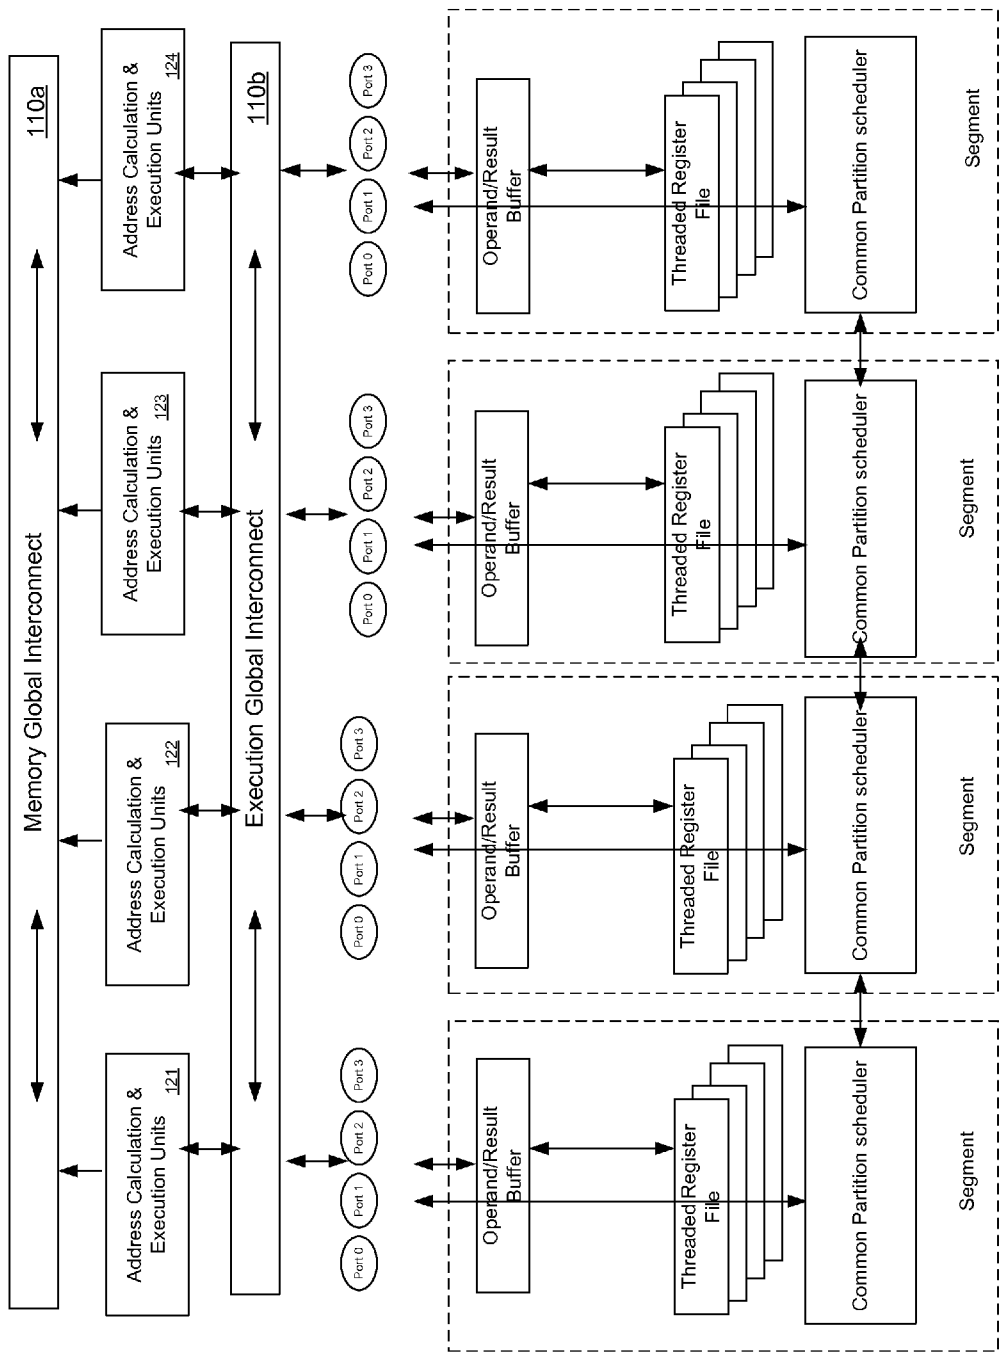 Memory Global Interconnect
110a
Address Calculation &
Execution Units
121
Address Calculation &
Execution Units
122
Address Calculation &
Execution Units
123
Address Calculation &
Execution Units
124
Execution Global Interconnect
110b
Port 0
Port 1
Port 2
Port 3
Port 0
Port 1
Port 2
Port 3
Port 0
Port 1
Port 2
Port 3
Port 0
Port 1
Port 2
Port 3
Operand/Result
Buffer
Operand/Result
Buffer
Operand/Result
Buffer
Operand/Result
Buffer
Threaded Register
File
Threaded Register
File
Threaded Register
File
Threaded Register
File
Common Partition scheduler
Common Partition scheduler
Common Partition scheduler
Common Partition scheduler
Segment
Segment
Segment
Segment